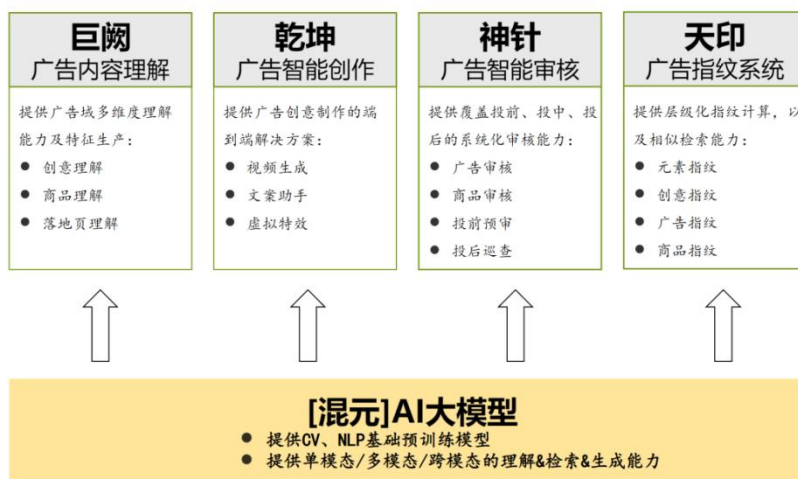 巨阙
广告内容理解
提供广告域多维度理解
能力及特征生产：
● 创意理解
● 商品理解
● 落地页理解
乾坤
广告智能创作
提供广告创意制作的端
到端解决方案：
● 视频生成
● 文案助手
● 虚拟特效
神针
广告智能审核
提供覆盖投前、投中、投
后的系统化审核能力：
● 广告审核
● 商品审核
● 投前预审
● 投后巡查
天印
广告指纹系统
提供层级化指纹计算，以
及相似检索能力：
● 元素指纹
● 创意指纹
● 广告指纹
● 商品指纹
[混元]AI大模型
● 提供CV、NLP基础预训练模型
● 提供单模态/多模态/跨模态的理解&检索&生成能力